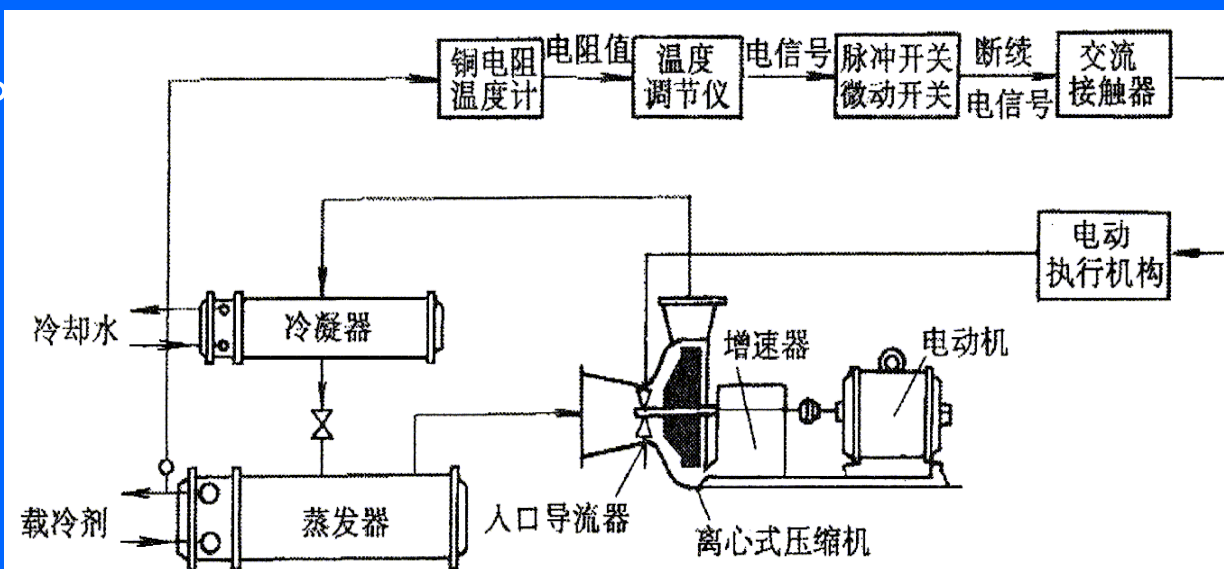 铜电阻
温度计
电阻值
温度
调节仪
电信号
脉冲开关
微动开关
断续
电信号
交流
接触器
电动
执行机构
冷却水
冷凝器
增速器
电动机
载冷剂
蒸发器
入口导流器
离心式压缩机